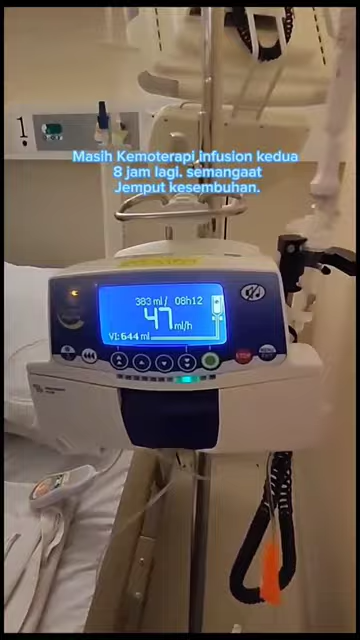 1
Masih Kemoterapi infusion kedua
8 jam lagi. semangaat
Jemput kesembuhan.
383 ml / 08h12
47 ml/h
VI: 644 ml
STOP